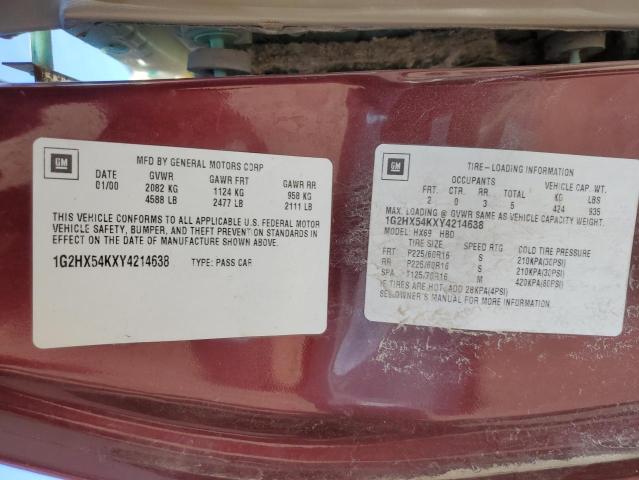 GM
MFD BY GENERAL MOTORS CORP
DATE GVWR GAWR FRT GAWR RR
01/00 2082 KG 1124 KG 958 KG
4588 LB 2477 LB 2111 LB
THIS VEHICLE CONFORMS TO ALL APPLICABLE U.S. FEDERAL MOTOR
VEHICLE SAFETY, BUMPER, AND THEFT PREVENTION STANDARDS IN
EFFECT ON THE DATE OF MANUFACTURE SHOWN ABOVE.
1G2HX54KXY4214638 TYPE: PASS CAR
GM
TIRE-LOADING INFORMATION
OCCUPANTS VEHICLE CAP. WT.
FRT CTR. RR. TOTAL KG LBS
2 0 3 5 424 935
MAX. LOADING @ GVWR SAME AS VEHICLE CAPACITY WEIGHT.
1G2HX54KXY4214638
MODEL: HX69 HBD
TIRE SIZE SPEED RTG COLD TIRE PRESSURE
FRT P225/60R16 S 210KPA(30PSI)
RR P225/60R16 S 210KPA(30PSI)
SPA T125/70R16 M 420KPA(60PSI)
IF TIRES ARE HOT, ADD 28KPA(4PSI)
SEE OWNER'S MANUAL FOR MORE INFORMATION.